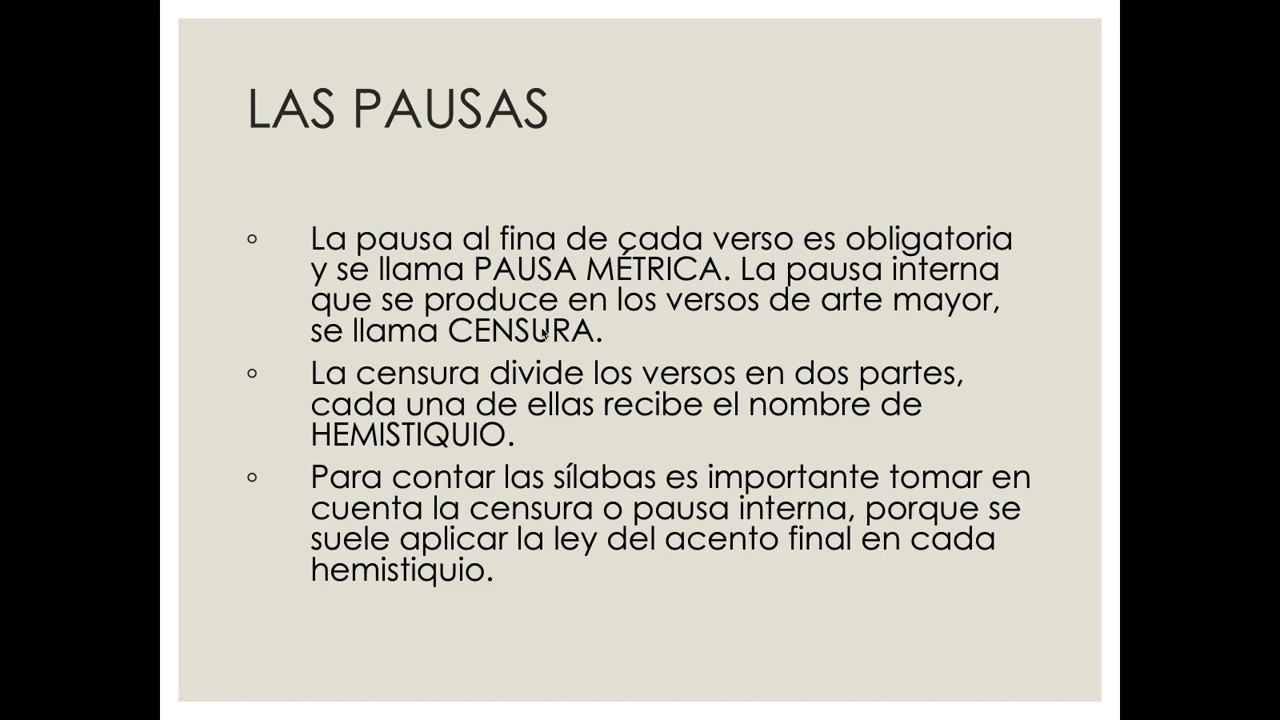 LAS PAUSAS
◦ La pausa al fina de cada verso es obligatoria
y se llama PAUSA MÉTRICA. La pausa interna
que se produce en los versos de arte mayor,
se llama CENSURA.
◦ La censura divide los versos en dos partes,
cada una de ellas recibe el nombre de
HEMISTIQUIO.
◦ Para contar las sílabas es importante tomar en
cuenta la censura o pausa interna, porque se
suele aplicar la ley del acento final en cada
hemistiquio.